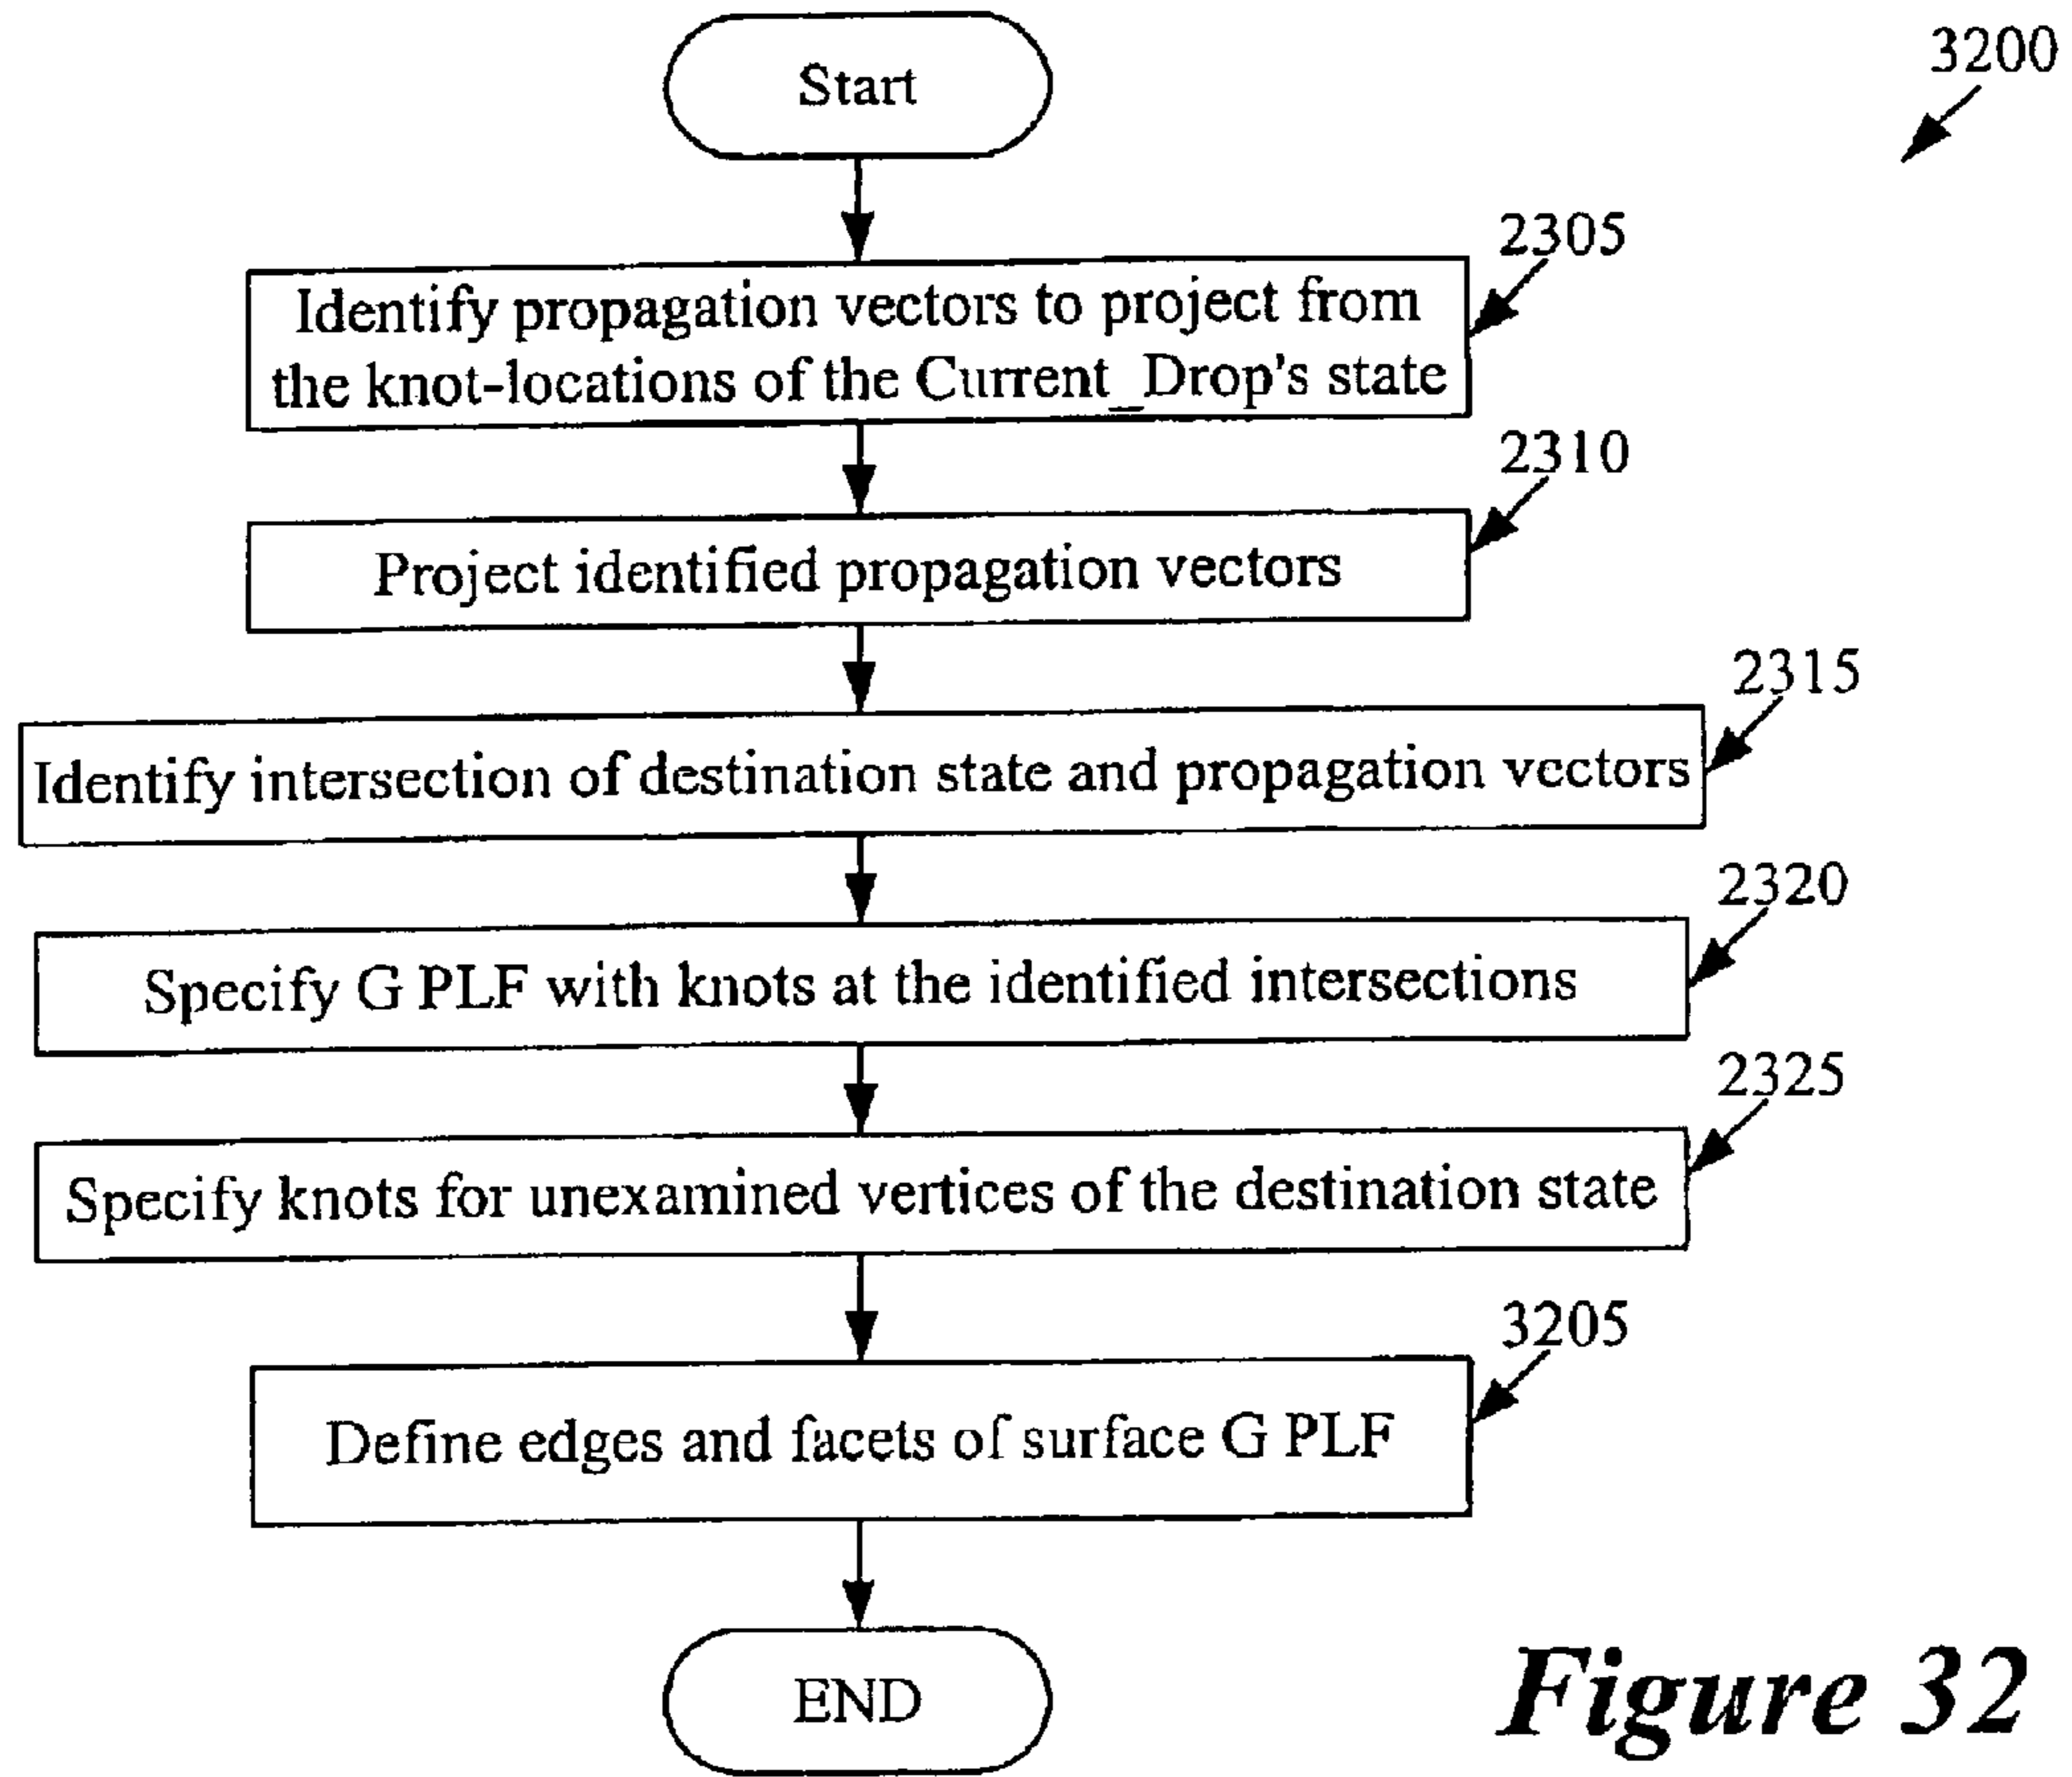 Start
3200
2305
Identify propagation vectors to project from
the knot-locations of the Current_Drop's state
2310
Project identified propagation vectors
2315
Identify intersection of destination state and propagation vectors
2320
Specify G PLF with knots at the identified intersections
2325
Specify knots for unexamined vertices of the destination state
3205
Define edges and facets of surface G PLF
END
Figure 32